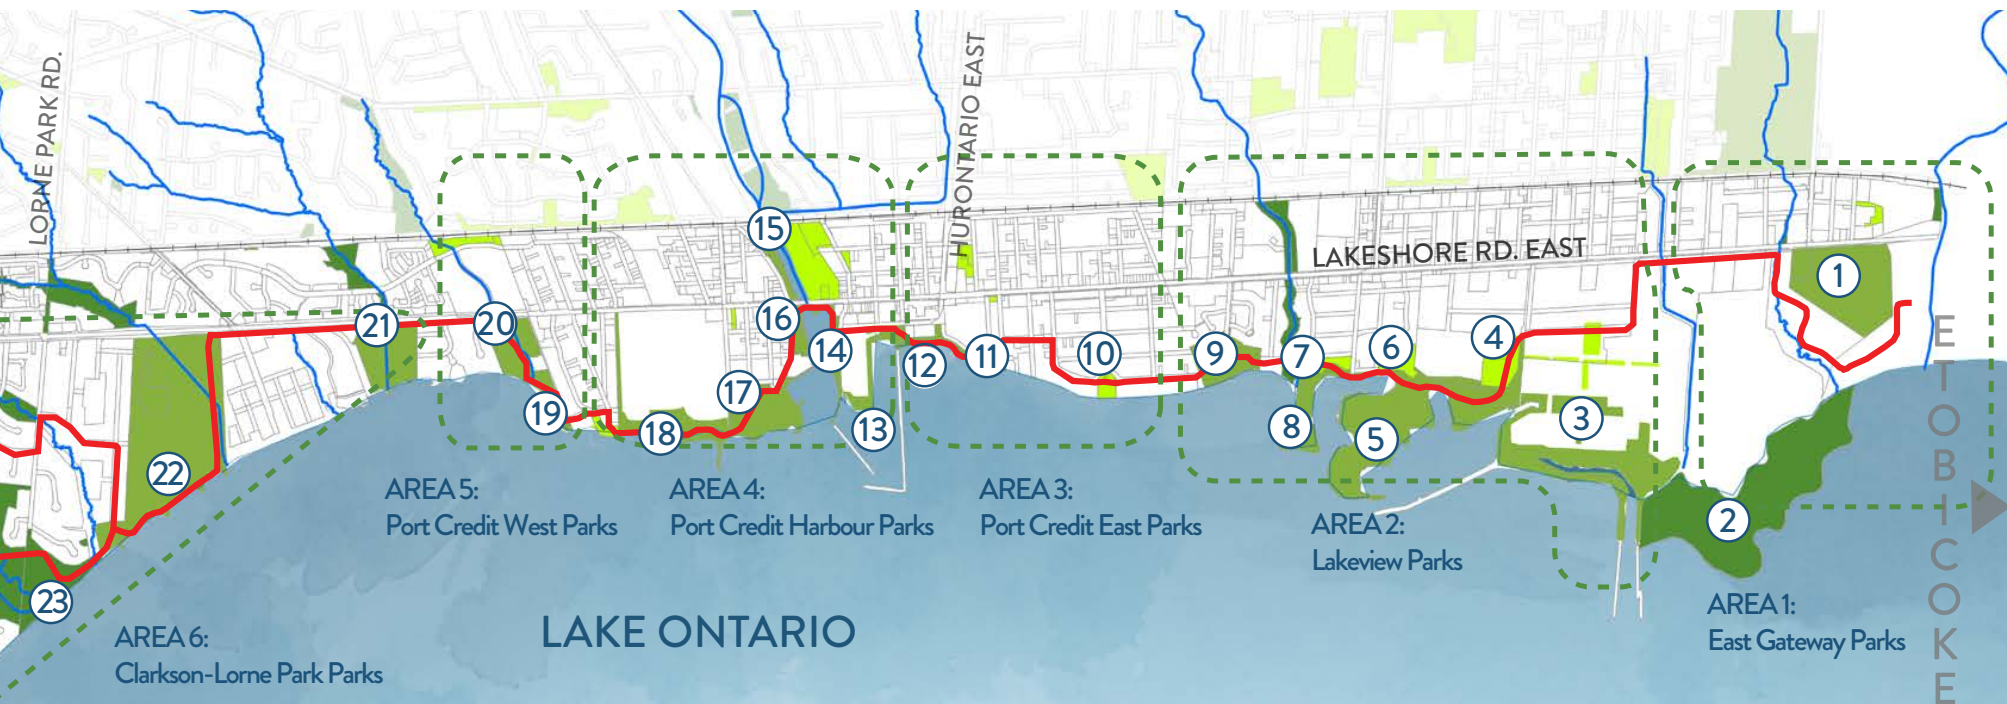 LORNE PARK RD.
HURONTARIO EAST
LAKESHORE RD. EAST
1
2
3
4
5
6
7
8
9
10
11
12
13
14
15
16
17
18
19
20
21
22
23
AREA 5:
Port Credit West Parks
AREA 4:
Port Credit Harbour Parks
AREA 3:
Port Credit East Parks
AREA 2:
Lakeview Parks
AREA 1:
East Gateway Parks
AREA 6:
Clarkson-Lorne Park Parks
LAKE ONTARIO
ETOBICOKE